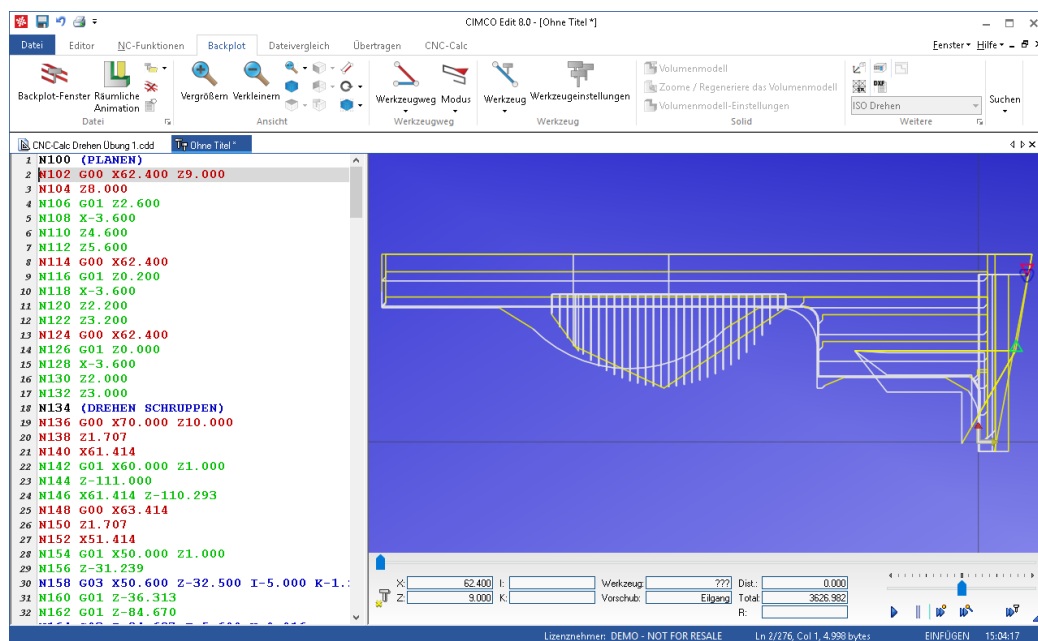 CIMCO Edit 8.0 - [Ohne Titel *]
Datei Editor NC-Funktionen Backplot Dateivergleich Übertragen CNC-Calc Fenster Hilfe
Backplot-Fenster Räumliche Animation Vergrößern Verkleinern Werkzeugweg Modus Werkzeug Werkzeugeinstellungen
Volumenmodell
Zoome / Regeneriere das Volumenmodell
Volumenmodell-Einstellungen
ISO Drehen
Suchen
Datei Ansicht Werkzeugweg Werkzeug Solid Weitere
CNC-Calc Drehen Übung 1.cdd Ohne Titel *
1 N100 (PLANEN)
2 N102 G00 X62.400 Z9.000
3 N104 Z8.000
4 N106 G01 Z2.600
5 N108 X-3.600
6 N110 Z4.600
7 N112 Z5.600
8 N114 G00 X62.400
9 N116 G01 Z0.200
10 N118 X-3.600
11 N120 Z2.200
12 N122 Z3.200
13 N124 G00 X62.400
14 N126 G01 Z0.000
15 N128 X-3.600
16 N130 Z2.000
17 N132 Z3.000
18 N134 (DREHEN SCHRUPPEN)
19 N136 G00 X70.000 Z10.000
20 N138 Z1.707
21 N140 X61.414
22 N142 G01 X60.000 Z1.000
23 N144 Z-111.000
24 N146 X61.414 Z-110.293
25 N148 G00 X63.414
26 N150 Z1.707
27 N152 X51.414
28 N154 G01 X50.000 Z1.000
29 N156 Z-31.239
30 N158 G03 X50.600 Z-32.500 I-5.000 K-1.
31 N160 G01 Z-36.313
32 N162 G01 Z-84.670
X: 62.400 I: Werkzeug: ??? Dist.: 0.000
Z: 9.000 K: Vorschub: Eilgang Total: 3626.982
R:
Lizenznehmer: DEMO - NOT FOR RESALE Ln 2/276, Col 1, 4.998 bytes EINFÜGEN 15:04:17